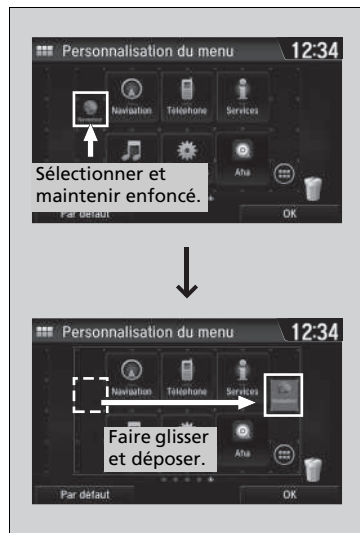 Personnalisation du menu
12:34
Navigation Téléphone Services
Aha
Sélectionner et
maintenir enfoncé.
Par défaut
OK
Personnalisation du menu
12:34
Navigation Téléphone Services
Aha
Faire glisser
et déposer.
Par défaut
OK